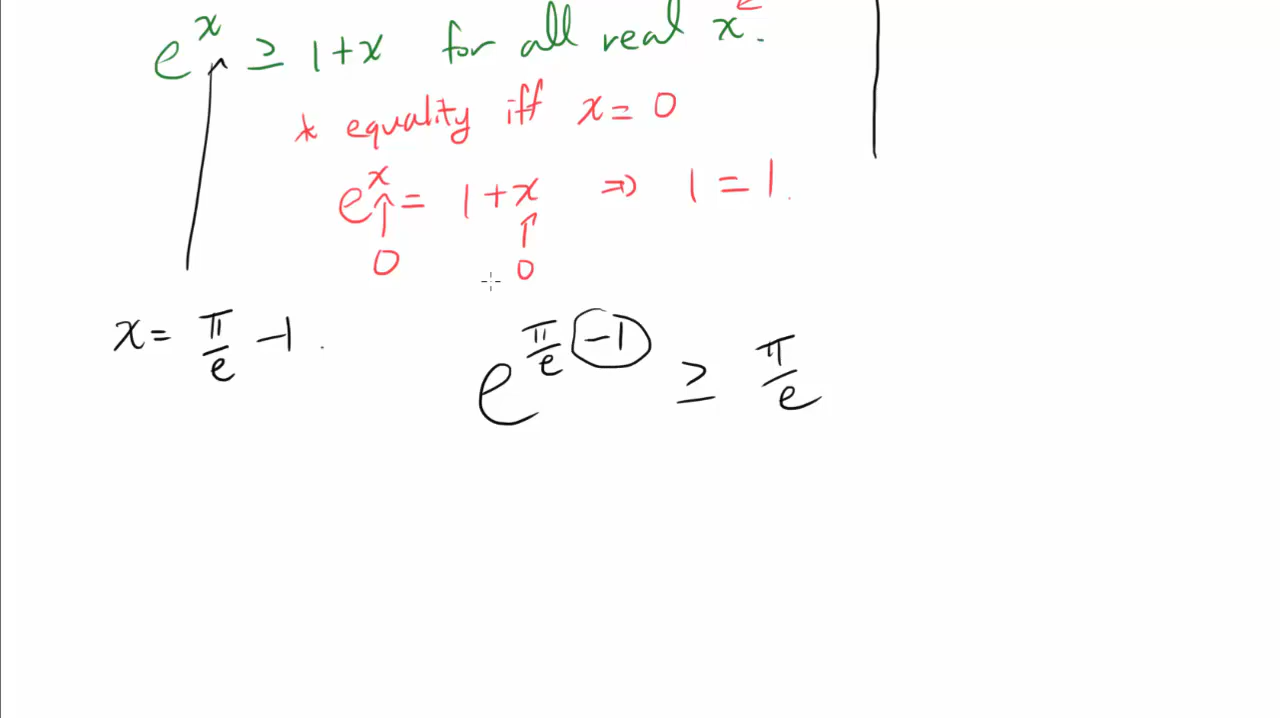 e^x ≥ 1+x for all real x.
* equality iff x = 0
e^x = 1+x ⇒ 1 = 1.
↑ ↑
0 0
x = π/e -1. e^(π/e -1) ≥ π/e